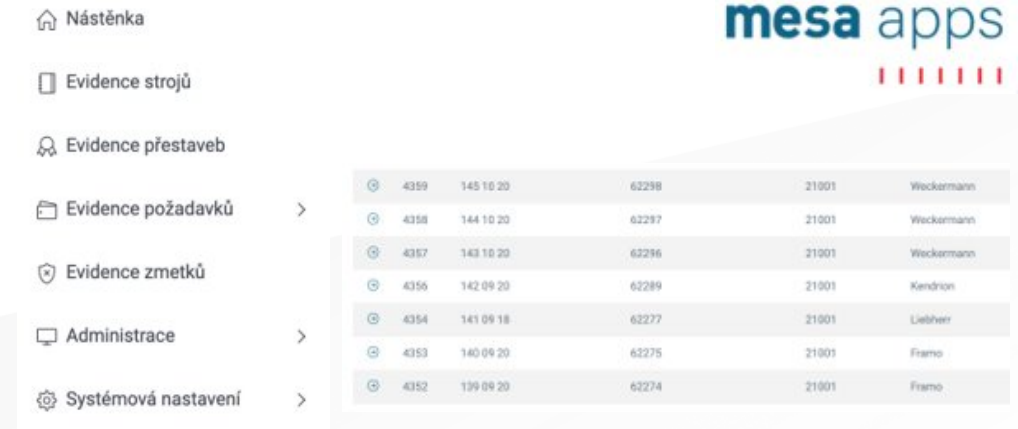 Nástěnka
Evidence strojů
Evidence přestaveb
Evidence požadavků
Evidence zmetků
Administrace
Systémová nastavení
mesa apps
4359 145 10 20 62298 21001 Weckermann
4358 144 10 20 62297 21001 Weckermann
4357 143 10 20 62296 21001 Weckermann
4356 142 09 20 62289 21001 Kendrion
4354 141 09 18 62277 21001 Liebherr
4353 140 09 20 62275 21001 Framo
4352 139 09 20 62274 21001 Framo